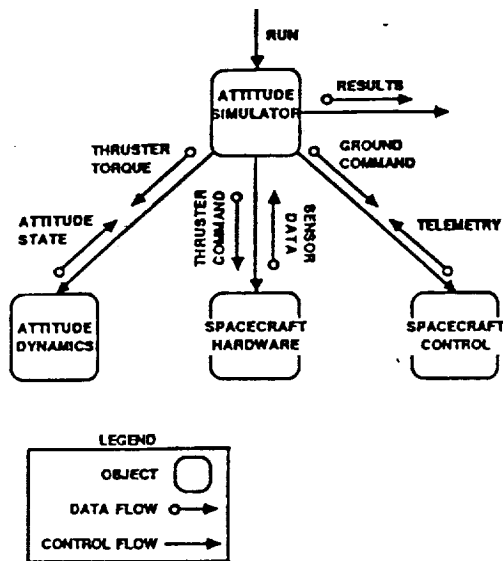 RUN
ATTITUDE
SIMULATOR
RESULTS
THRUSTER
TORQUE
GROUND
COMMAND
ATTITUDE
STATE
THRUSTER
COMMAND
SENSOR
DATA
TELEMETRY
ATTITUDE
DYNAMICS
SPACECRAFT
HARDWARE
SPACECRAFT
CONTROL
LEGEND
OBJECT
DATA FLOW
CONTROL FLOW